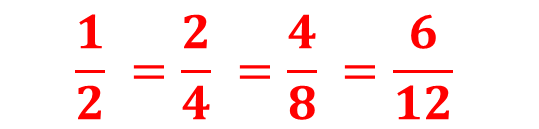 1/2 = 2/4 = 4/8 = 6/12